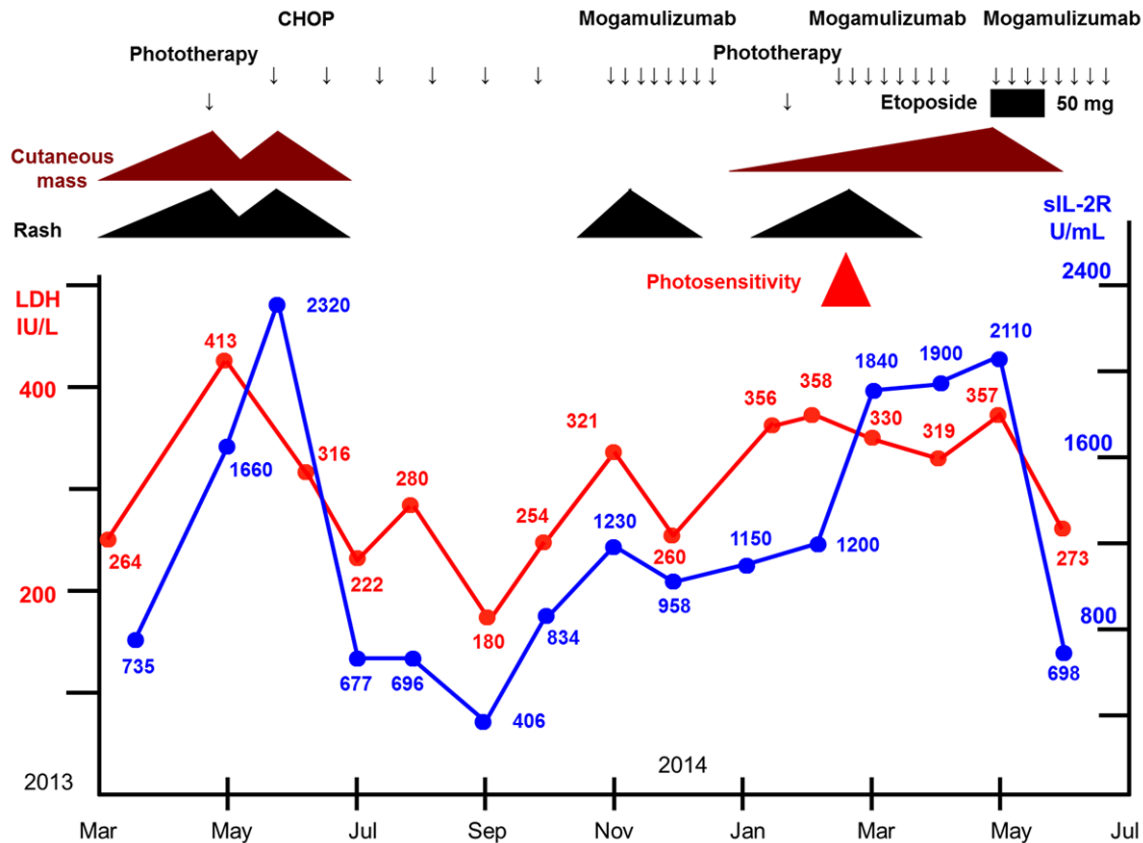 CHOP
Mogamulizumab
Mogamulizumab
Mogamulizumab
Phototherapy
Phototherapy
↓ ↓ ↓ ↓ ↓ ↓ ↓ ↓ ↓ ↓ ↓ ↓ ↓ ↓ ↓ ↓ ↓ ↓ ↓ ↓ ↓ ↓ ↓ ↓ ↓ ↓ ↓ ↓ ↓ ↓
↓ ↓
Etoposide
50 mg
Cutaneous
mass
Rash
sIL-2R
U/mL
Photosensitivity
LDH
IU/L
2400
1600
800
400
200
264
413
316
222
280
180
254
321
260
356
358
330
319
357
273
735
1660
2320
677
696
406
834
1230
958
1150
1200
1840
1900
2110
698
2013
2014
Mar May Jul Sep Nov Jan Mar May Jul